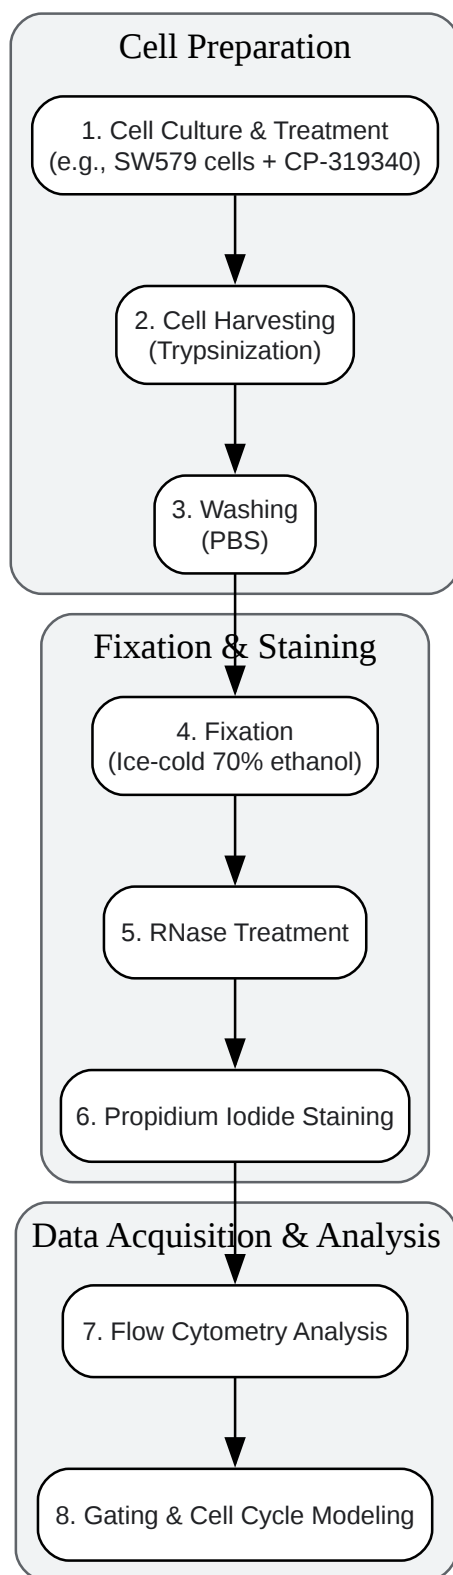 Cell Preparation
1. Cell Culture & Treatment
(e.g., SW579 cells + CP-319340)
2. Cell Harvesting
(Trypsinization)
3. Washing
(PBS)
Fixation & Staining
4. Fixation
(Ice-cold 70% ethanol)
5. RNase Treatment
6. Propidium Iodide Staining
Data Acquisition & Analysis
7. Flow Cytometry Analysis
8. Gating & Cell Cycle Modeling